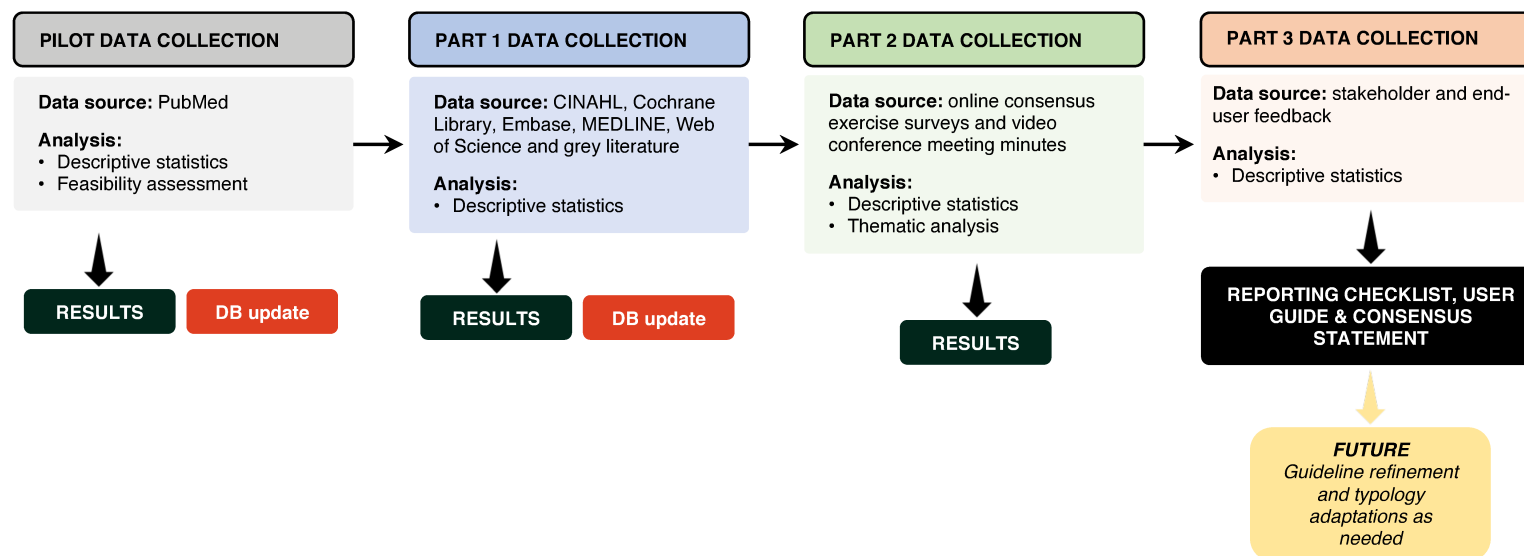 PILOT DATA COLLECTION
Data source: PubMed
Analysis:
• Descriptive statistics
• Feasibility assessment
RESULTS
DB update
PART 1 DATA COLLECTION
Data source: CINAHL, Cochrane
Library, Embase, MEDLINE, Web
of Science and grey literature
Analysis:
• Descriptive statistics
RESULTS
DB update
PART 2 DATA COLLECTION
Data source: online consensus
exercise surveys and video
conference meeting minutes
Analysis:
• Descriptive statistics
• Thematic analysis
RESULTS
PART 3 DATA COLLECTION
Data source: stakeholder and end-
user feedback
Analysis:
• Descriptive statistics
REPORTING CHECKLIST, USER
GUIDE & CONSENSUS
STATEMENT
FUTURE
Guideline refinement
and typology
adaptations as
needed